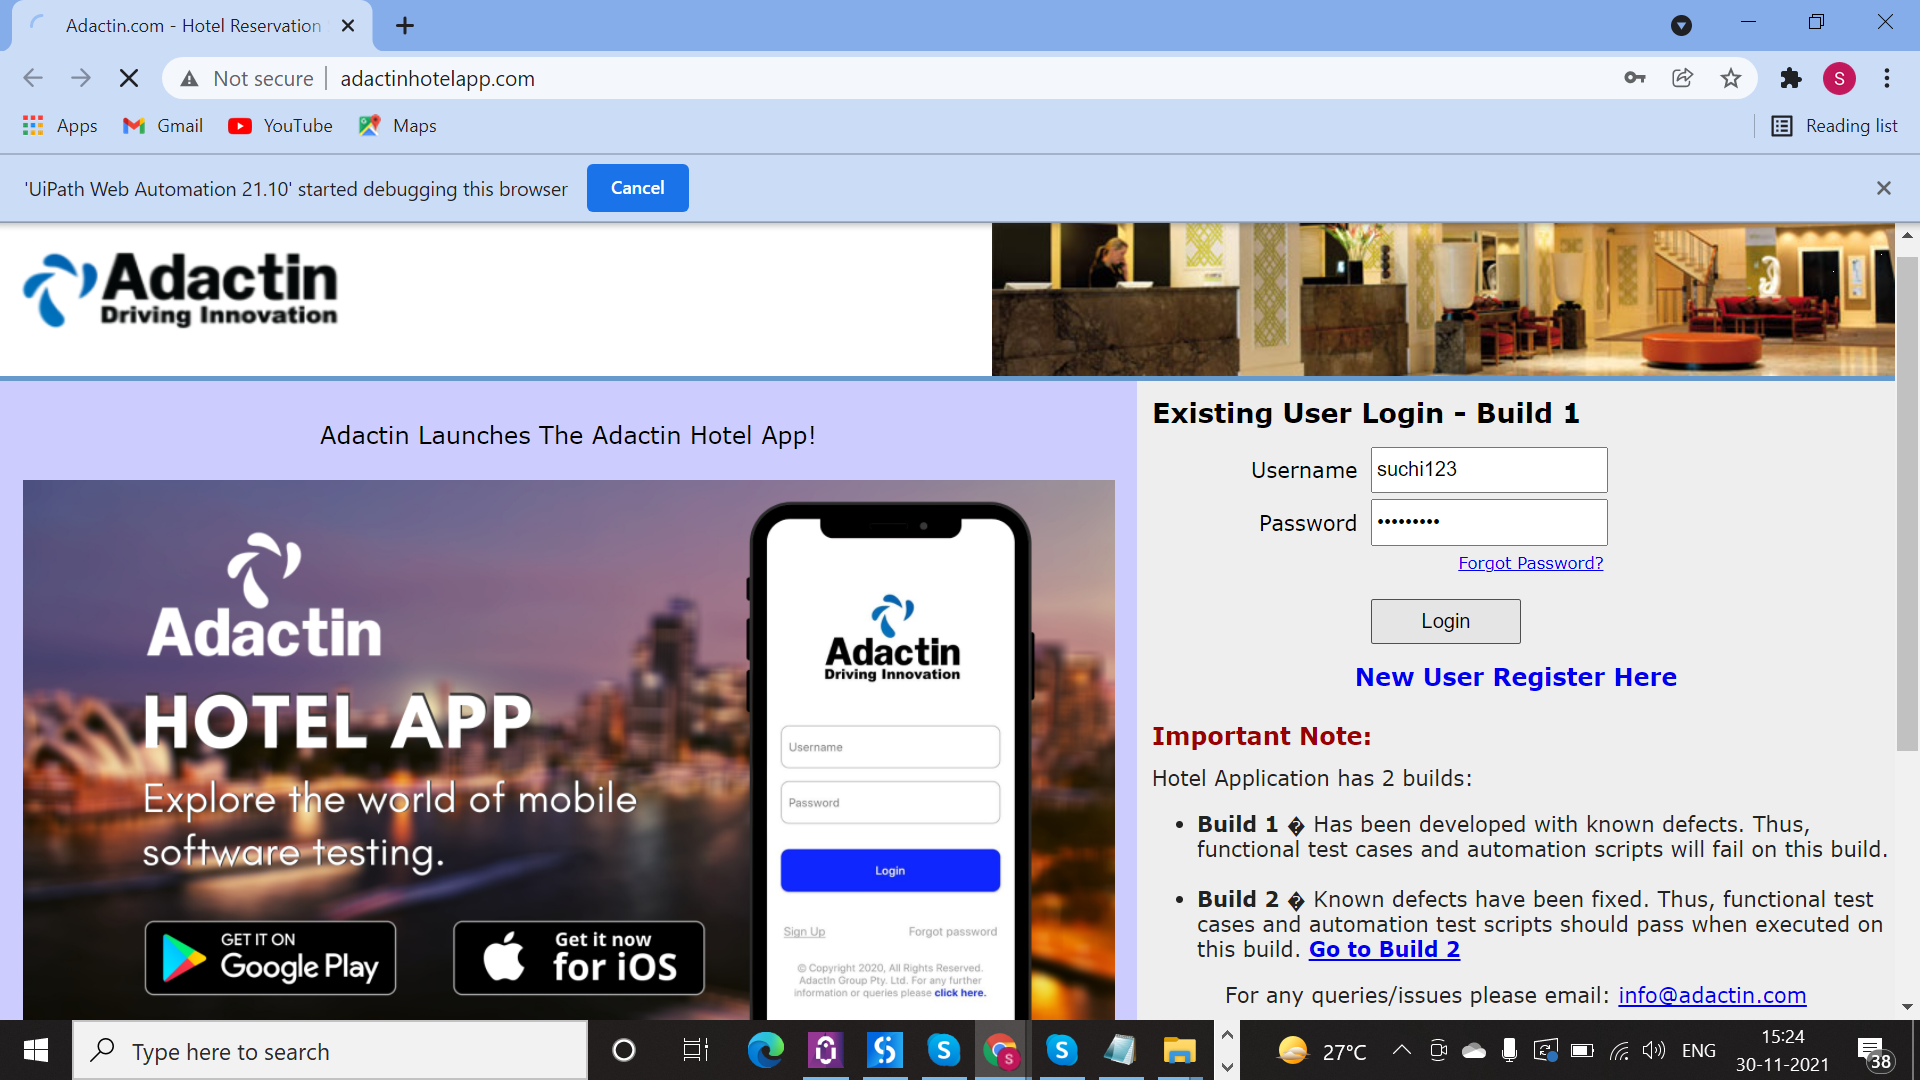 Adactin.com - Hotel Reservation
Not secure
adactinhotelapp.com
S
Apps
Gmail
YouTube
Maps
Reading list
'UiPath Web Automation 21.10' started debugging this browser
Cancel
Adactin
Driving Innovation
Adactin Launches The Adactin Hotel App!
Adactin
HOTEL APP
Explore the world of mobile
software testing.
GET IT ON
Google Play
Get it now
for iOS
Adactin
Driving Innovation
Username
Password
Login
Sign Up
Forgot password
© Copyright 2020, All Rights Reserved.
Adactin Group Pty. Ltd. For any further
information or queries please click here.
Existing User Login - Build 1
Username suchi123
Password •••••••••
Forgot Password?
Login
New User Register Here
Important Note:
Hotel Application has 2 builds:
• Build 1 � Has been developed with known defects. Thus,
functional test cases and automation scripts will fail on this build.
• Build 2 � Known defects have been fixed. Thus, functional test
cases and automation test scripts should pass when executed on
this build. Go to Build 2
For any queries/issues please email: info@adactin.com
Type here to search
S
27°C
ENG
15:24
30-11-2021
38